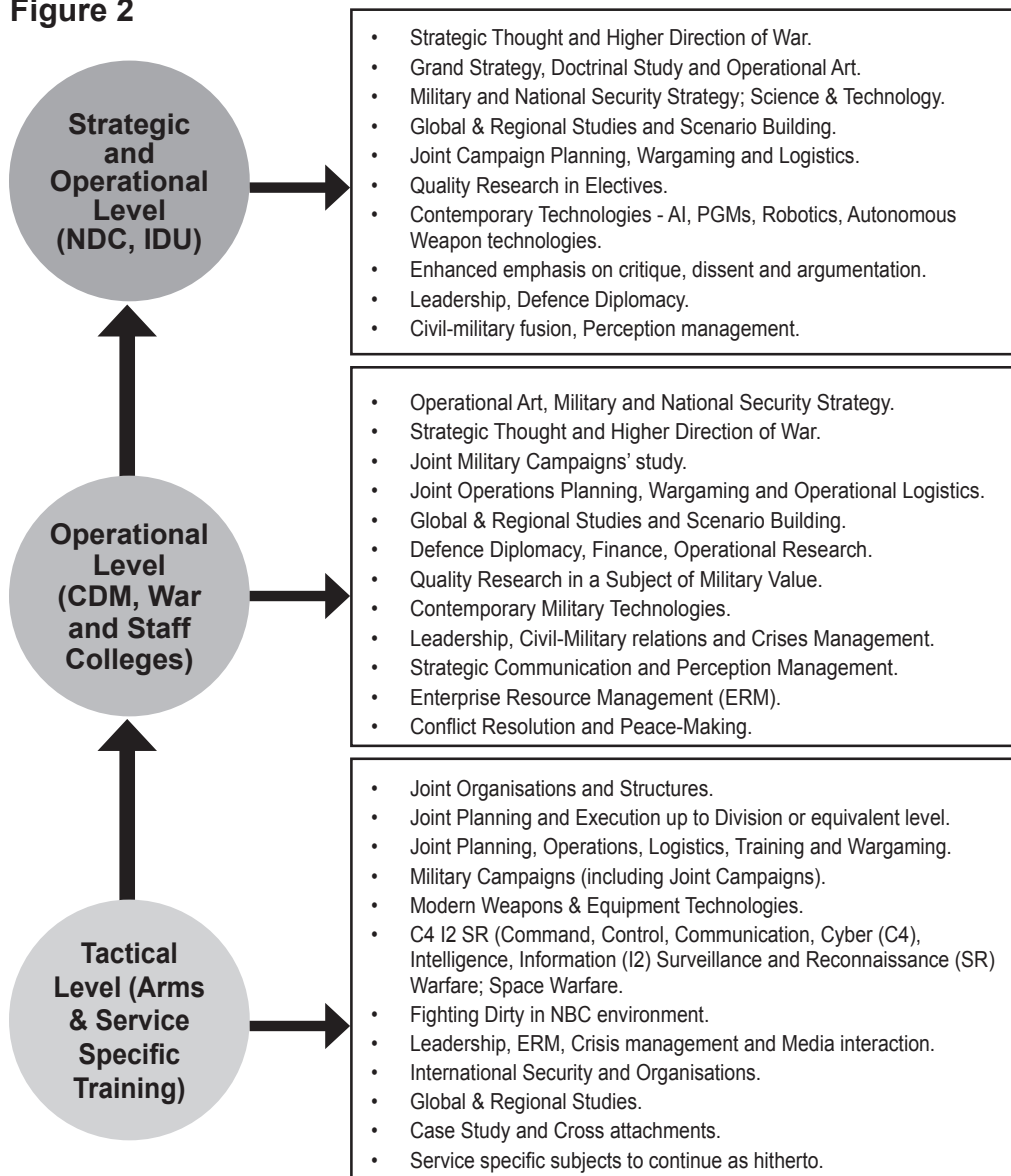 Figure 2
Strategic
and
Operational
Level
(NDC, IDU)
• Strategic Thought and Higher Direction of War.
• Grand Strategy, Doctrinal Study and Operational Art.
• Military and National Security Strategy; Science & Technology.
• Global & Regional Studies and Scenario Building.
• Joint Campaign Planning, Wargaming and Logistics.
• Quality Research in Electives.
• Contemporary Technologies - AI, PGMs, Robotics, Autonomous
Weapon technologies.
• Enhanced emphasis on critique, dissent and argumentation.
• Leadership, Defence Diplomacy.
• Civil-military fusion, Perception management.
Operational
Level
(CDM, War
and Staff
Colleges)
• Operational Art, Military and National Security Strategy.
• Strategic Thought and Higher Direction of War.
• Joint Military Campaigns' study.
• Joint Operations Planning, Wargaming and Operational Logistics.
• Global & Regional Studies and Scenario Building.
• Defence Diplomacy, Finance, Operational Research.
• Quality Research in a Subject of Military Value.
• Contemporary Military Technologies.
• Leadership, Civil-Military relations and Crises Management.
• Strategic Communication and Perception Management.
• Enterprise Resource Management (ERM).
• Conflict Resolution and Peace-Making.
Tactical
Level (Arms
& Service
Specific
Training)
• Joint Organisations and Structures.
• Joint Planning and Execution up to Division or equivalent level.
• Joint Planning, Operations, Logistics, Training and Wargaming.
• Military Campaigns (including Joint Campaigns).
• Modern Weapons & Equipment Technologies.
• C4 I2 SR (Command, Control, Communication, Cyber (C4),
Intelligence, Information (I2) Surveillance and Reconnaissance (SR)
Warfare; Space Warfare.
• Fighting Dirty in NBC environment.
• Leadership, ERM, Crisis management and Media interaction.
• International Security and Organisations.
• Global & Regional Studies.
• Case Study and Cross attachments.
• Service specific subjects to continue as hitherto.